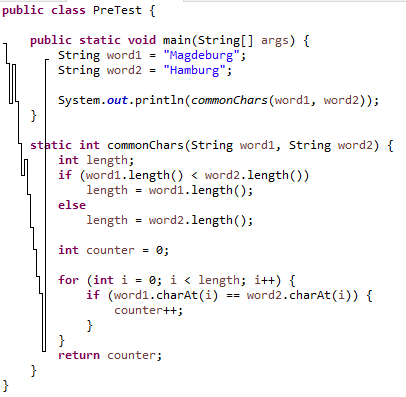 public class PreTest {
public static void main(String[] args) {
String word1 = "Magdeburg";
String word2 = "Hamburg";
System.out.println(commonChars(word1, word2));
}
static int commonChars(String word1, String word2) {
int length;
if (word1.length() < word2.length())
length = word1.length();
else
length = word2.length();
int counter = 0;
for (int i = 0; i < length; i++) {
if (word1.charAt(i) == word2.charAt(i)) {
counter++;
}
}
return counter;
}
}